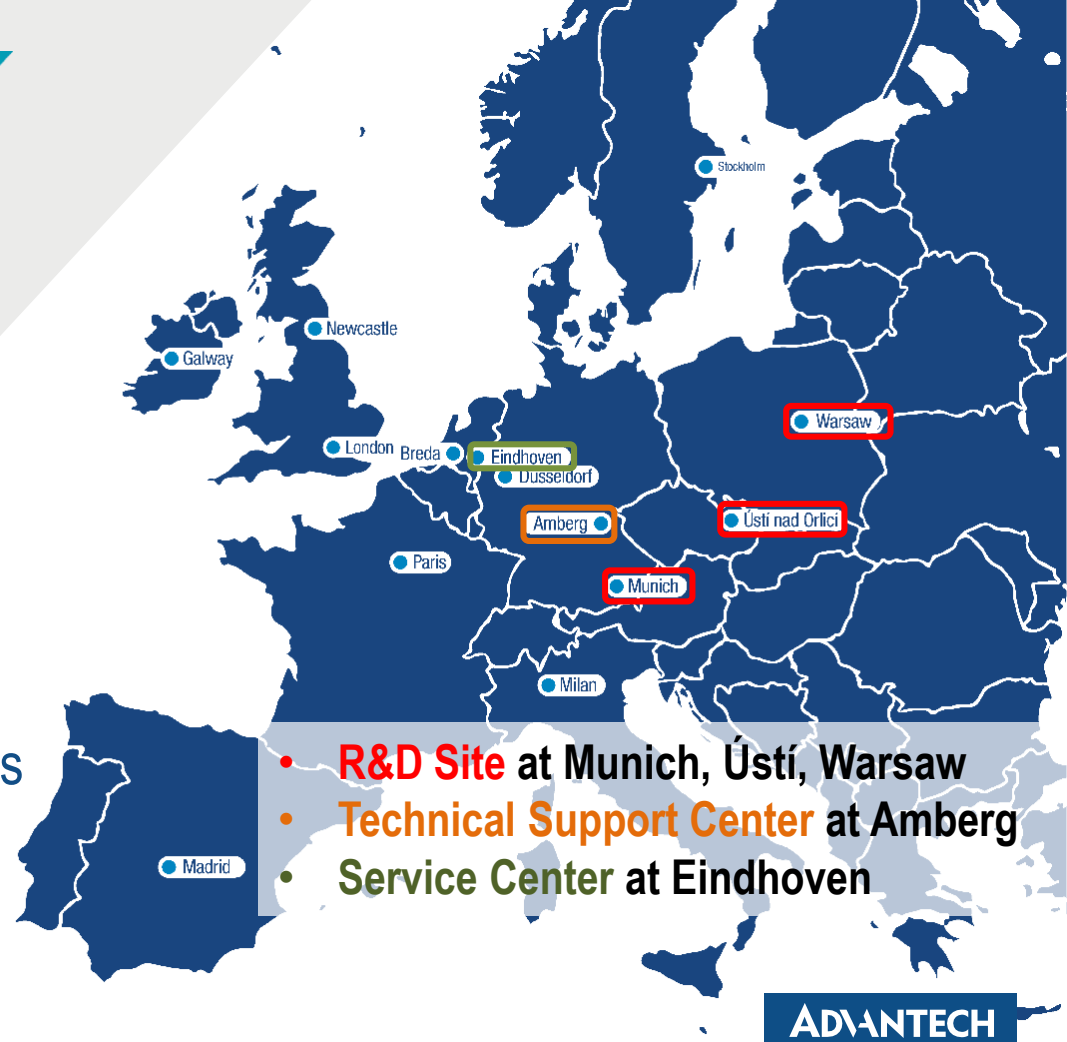 Stockholm
Newcastle
Galway
Warsaw
London
Breda
Eindhoven
Düsseldorf
Amberg
Ústí nad Orlicí
Paris
Munich
Milan
s
• R&D Site at Munich, Ústí, Warsaw
• Technical Support Center at Amberg
Madrid
• Service Center at Eindhoven
ADVANTECH